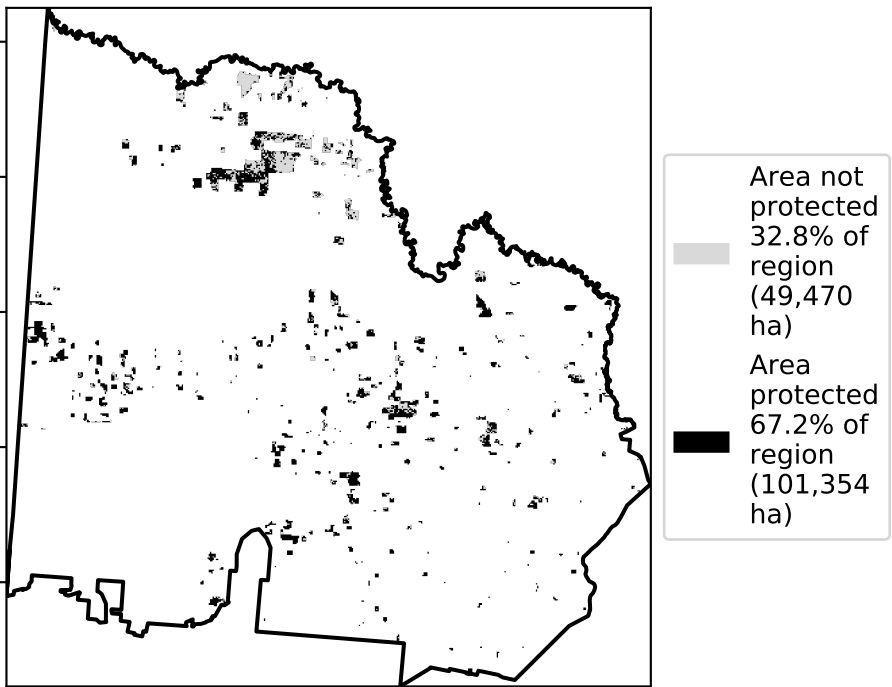 Area not
protected
32.8% of
region
(49,470
ha)
Area
protected
67.2% of
region
(101,354
ha)